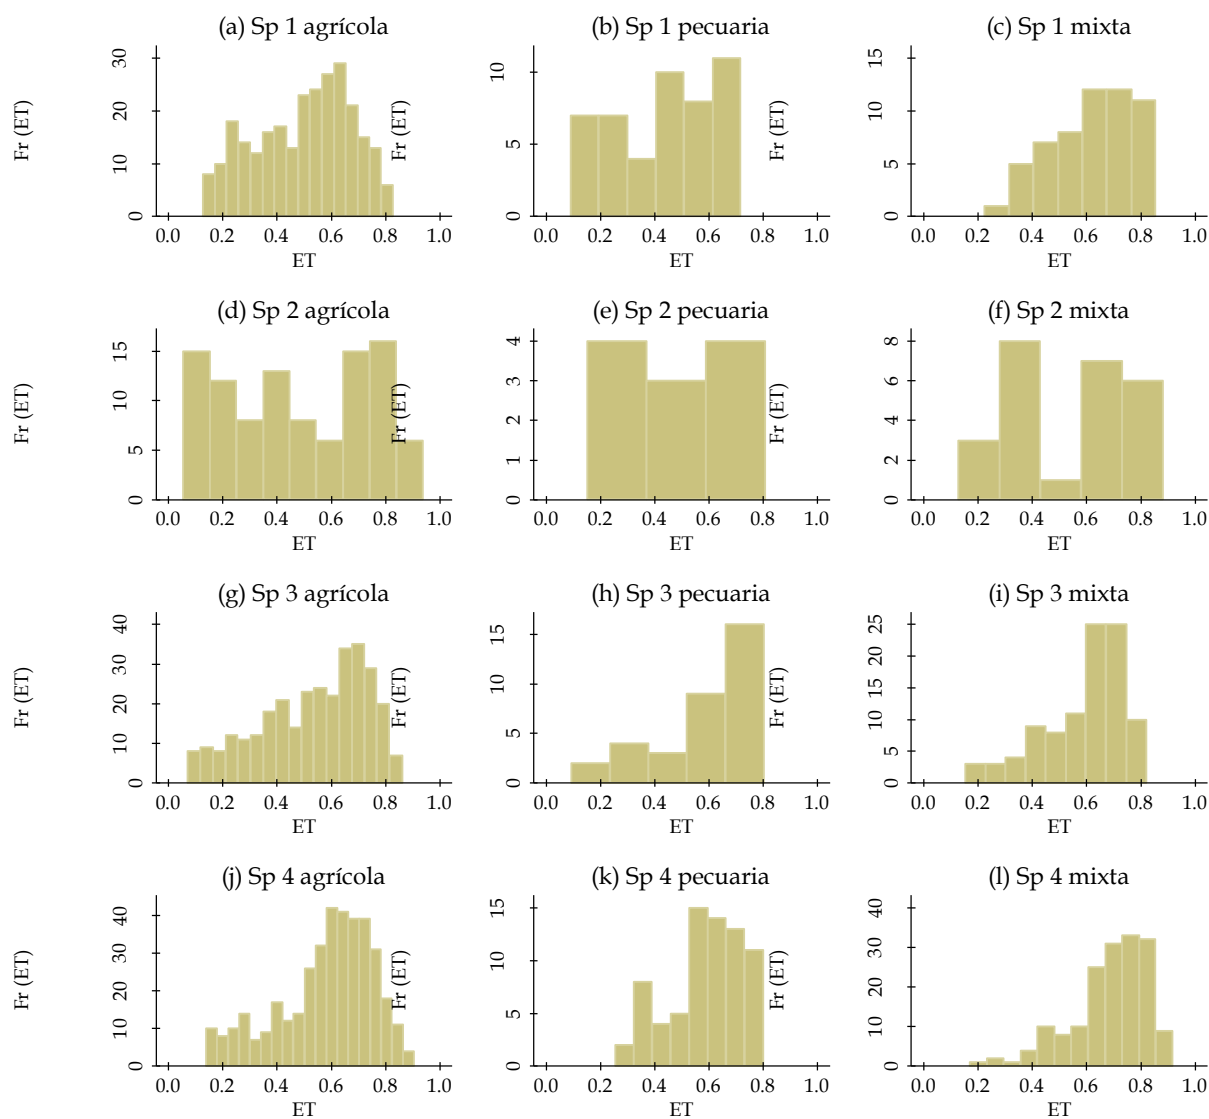 (a) Sp 1 agrícola
Fr (ET)
0 10 20 30
0.0 0.2 0.4 0.6 0.8 1.0
ET
(b) Sp 1 pecuaria
Fr (ET)
0 5 10
0.0 0.2 0.4 0.6 0.8 1.0
ET
(c) Sp 1 mixta
Fr (ET)
0 5 10 15
0.0 0.2 0.4 0.6 0.8 1.0
ET
(d) Sp 2 agrícola
Fr (ET)
0 5 10 15
0.0 0.2 0.4 0.6 0.8 1.0
ET
(e) Sp 2 pecuaria
Fr (ET)
0 1 2 3 4
0.0 0.2 0.4 0.6 0.8 1.0
ET
(f) Sp 2 mixta
Fr (ET)
0 2 4 6 8
0.0 0.2 0.4 0.6 0.8 1.0
ET
(g) Sp 3 agrícola
Fr (ET)
0 10 20 30 40
0.0 0.2 0.4 0.6 0.8 1.0
ET
(h) Sp 3 pecuaria
Fr (ET)
0 5 10 15
0.0 0.2 0.4 0.6 0.8 1.0
ET
(i) Sp 3 mixta
Fr (ET)
0 5 10 15 20 25
0.0 0.2 0.4 0.6 0.8 1.0
ET
(j) Sp 4 agrícola
Fr (ET)
0 10 20 30 40
0.0 0.2 0.4 0.6 0.8 1.0
ET
(k) Sp 4 pecuaria
Fr (ET)
0 5 10 15
0.0 0.2 0.4 0.6 0.8 1.0
ET
(l) Sp 4 mixta
Fr (ET)
0 10 20 30 40
0.0 0.2 0.4 0.6 0.8 1.0
ET